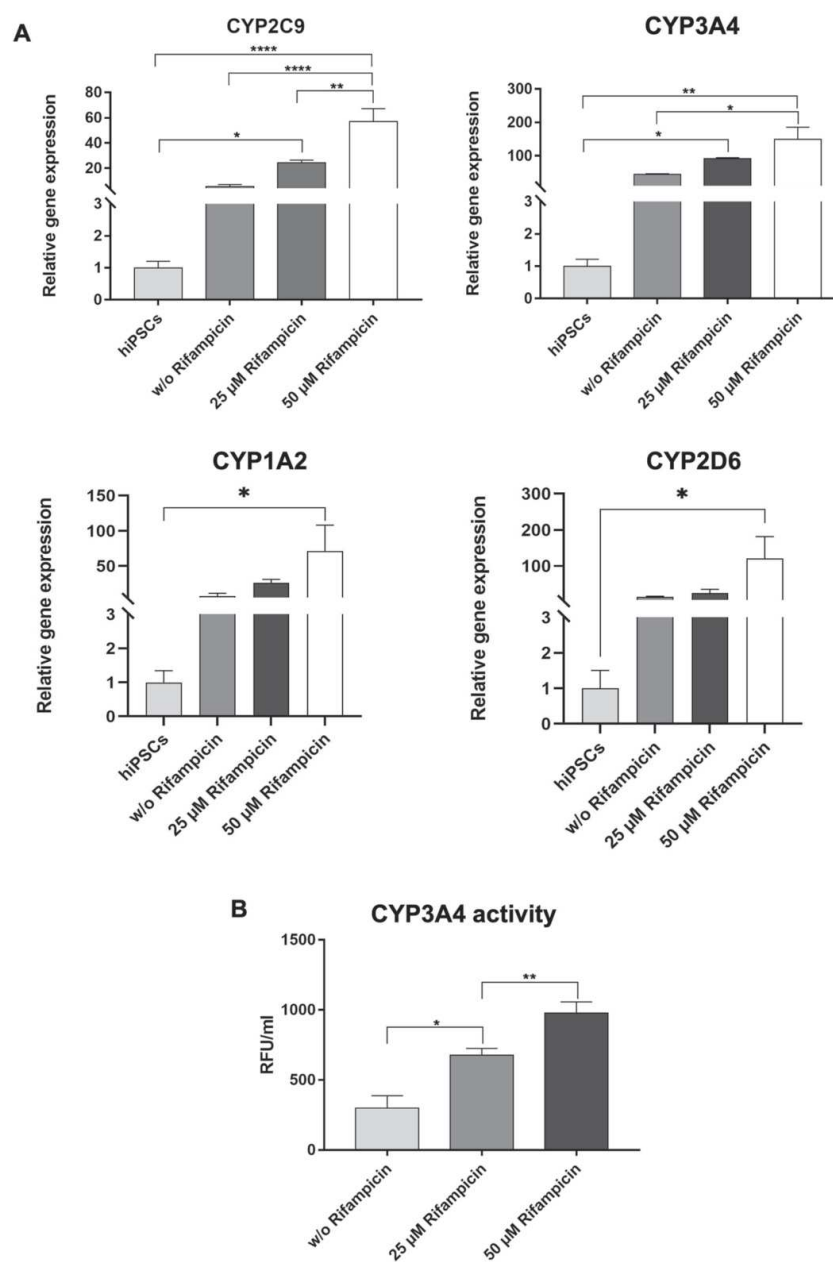 A
CYP2C9
Relative gene expression
80
60
40
20
3
2
1
0
****
****
**
*
hiPSCs
w/o Rifampicin
25 µM Rifampicin
50 µM Rifampicin
CYP3A4
Relative gene expression
300
200
100
3
2
1
0
**
*
*
hiPSCs
w/o Rifampicin
25 µM Rifampicin
50 µM Rifampicin
CYP1A2
Relative gene expression
150
100
50
3
2
1
0
*
hiPSCs
w/o Rifampicin
25 µM Rifampicin
50 µM Rifampicin
CYP2D6
Relative gene expression
300
200
100
3
2
1
0
*
hiPSCs
w/o Rifampicin
25 µM Rifampicin
50 µM Rifampicin
B
CYP3A4 activity
RFU/ml
1500
1000
500
0
*
**
w/o Rifampicin
25 µM Rifampicin
50 µM Rifampicin